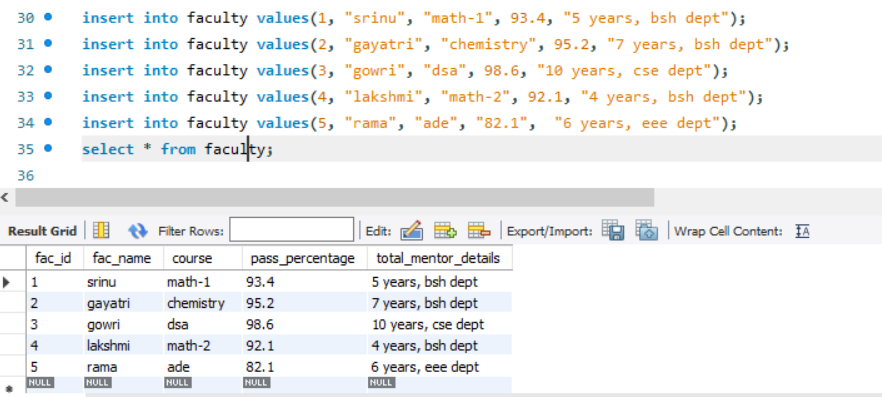 30 insert into faculty values(1, "srinu", "math-1", 93.4, "5 years, bsh dept");
31 insert into faculty values(2, "gayatri", "chemistry", 95.2, "7 years, bsh dept");
32 insert into faculty values(3, "gowri", "dsa", 98.6, "10 years, cse dept");
33 insert into faculty values(4, "lakshmi", "math-2", 92.1, "4 years, bsh dept");
34 insert into faculty values(5, "rama", "ade", "82.1",  "6 years, eee dept");
35 select * from faculty;
36
Result Grid Filter Rows: Edit: Export/Import: Wrap Cell Content:
fac_id fac_name course pass_percentage total_mentor_details
1 srinu math-1 93.4 5 years, bsh dept
2 gayatri chemistry 95.2 7 years, bsh dept
3 gowri dsa 98.6 10 years, cse dept
4 lakshmi math-2 92.1 4 years, bsh dept
5 rama ade 82.1 6 years, eee dept
NULL NULL NULL NULL NULL